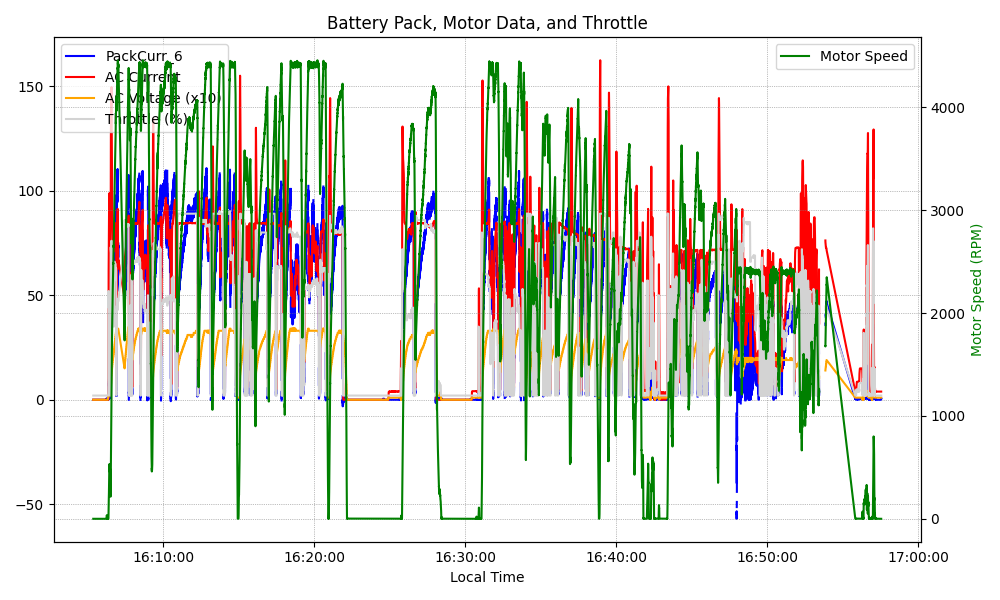 Battery Pack, Motor Data, and Throttle
PackCurr_6
AC Current
AC Voltage (x10)
Throttle (%)
Motor Speed
150
100
50
0
−50
4000
3000
2000
1000
0
Motor Speed (RPM)
16:10:00
16:20:00
16:30:00
16:40:00
16:50:00
17:00:00
Local Time